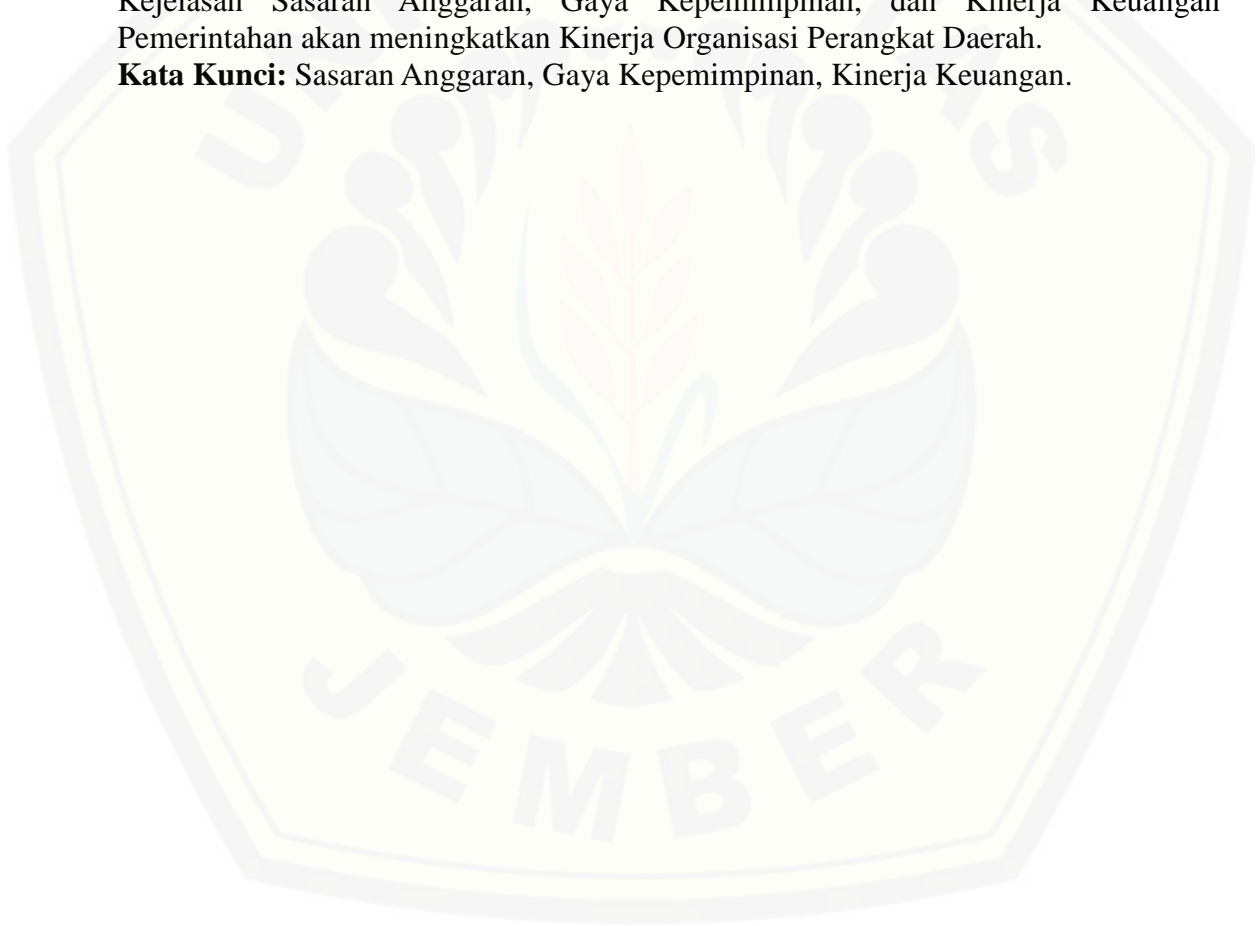 Kejelasan Sasaran Anggaran, Gaya Kepemimpinan, dan Kinerja Keuangan
Pemerintahan akan meningkatkan Kinerja Organisasi Perangkat Daerah.
Kata Kunci: Sasaran Anggaran, Gaya Kepemimpinan, Kinerja Keuangan.
JEMBER